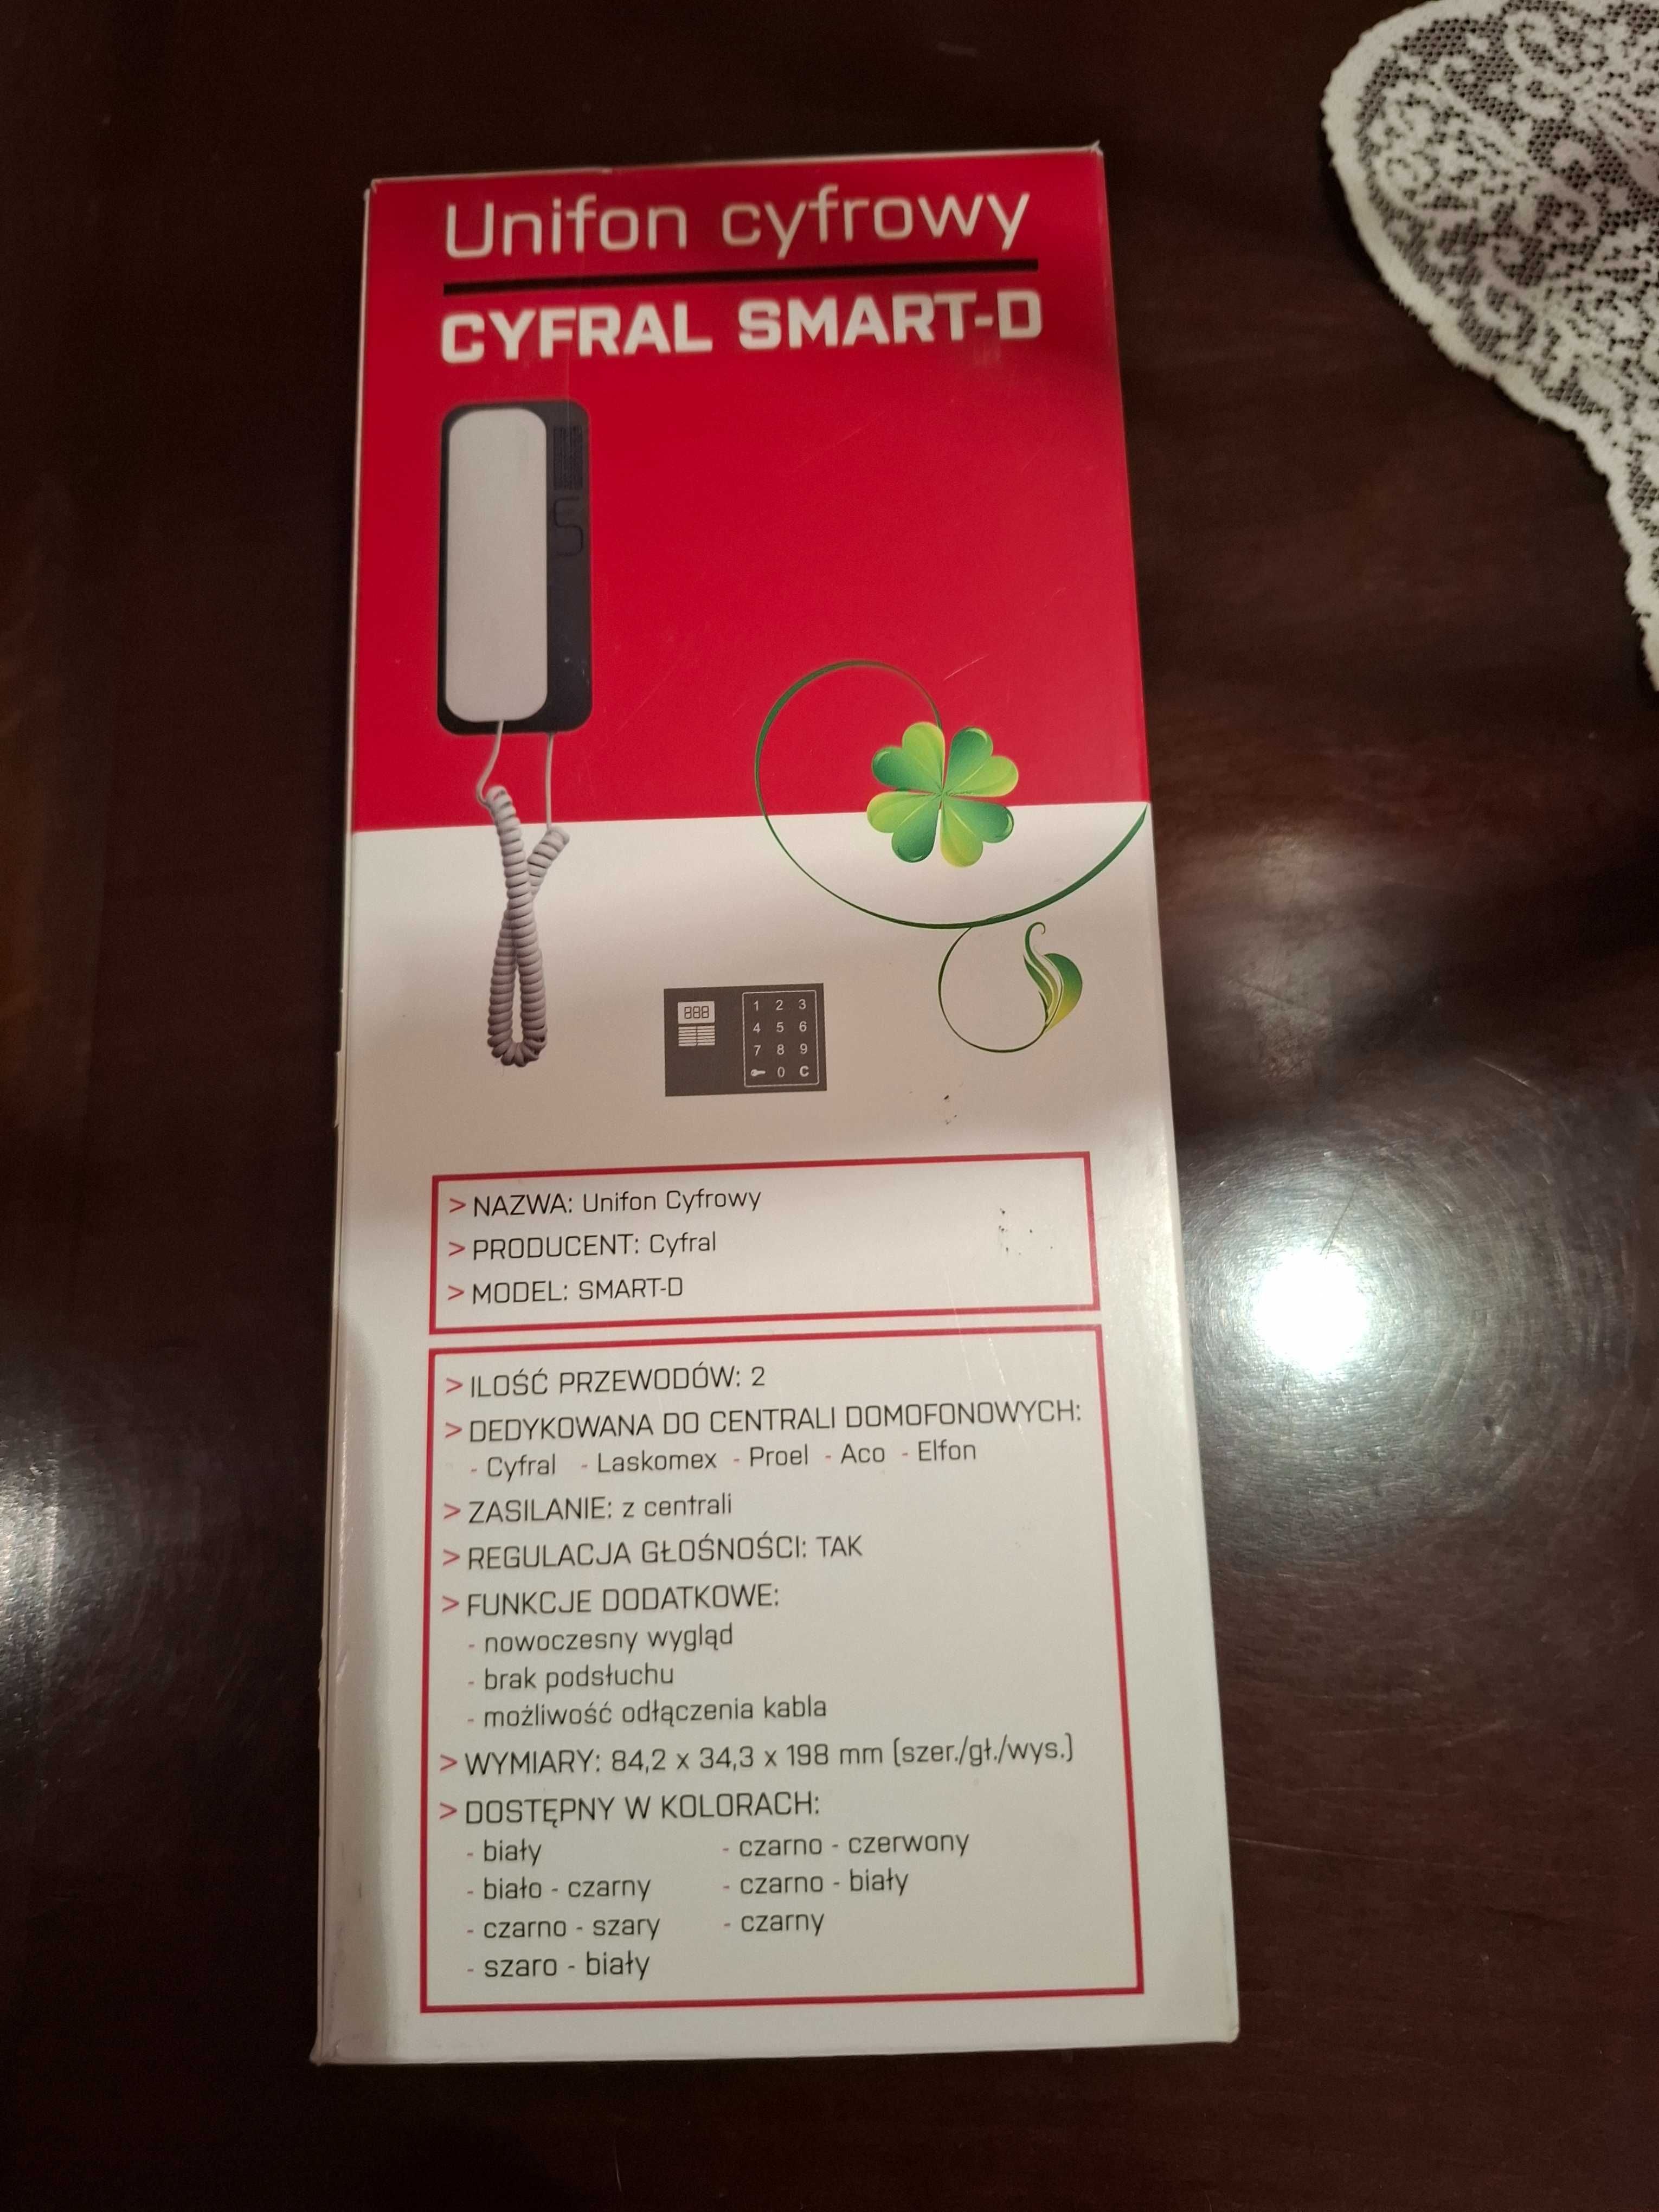 Unifon cyfrowy
CYFRAL SMART-D
888
1 2 3
4 5 6
7 8 9
0 C
> NAZWA: Unifon Cyfrowy
> PRODUCENT: Cyfral
> MODEL: SMART-D
> ILOŚĆ PRZEWODÓW: 2
> DEDYKOWANA DO CENTRALI DOMOFONOWYCH:
- Cyfral - Laskomex - Proel - Aco - Elfon
> ZASILANIE: z centrali
> REGULACJA GŁOŚNOŚCI: TAK
> FUNKCJE DODATKOWE:
- nowoczesny wygląd
- brak podsłuchu
- możliwość odłączenia kabla
> WYMIARY: 84,2 x 34,3 x 198 mm (szer./gł./wys.)
> DOSTĘPNY W KOLORACH:
- biały
- biało - czarny
- czarno - szary
- szaro - biały
- czarno - czerwony
- czarno - biały
- czarny